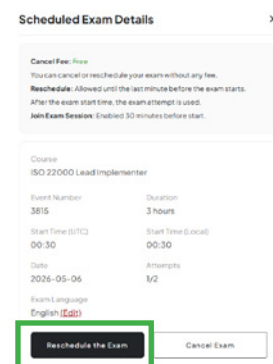 Scheduled Exam Details
Cancel Fee: Free
You can cancel or reschedule your exam without any fee.
Reschedule: Allowed until the last minute before the exam starts.
After the exam start time, the exam attempt is used.
Join Exam Session: Enabled 30 minutes before start.
Course
ISO 22000 Lead Implementer
Event Number Duration
3815 3 hours
Start Time (UTC) Start Time (Local)
00:30 00:30
Date Attempts
2026-05-06 1/2
Exam Language
English (Edit)
Reschedule the Exam Cancel Exam